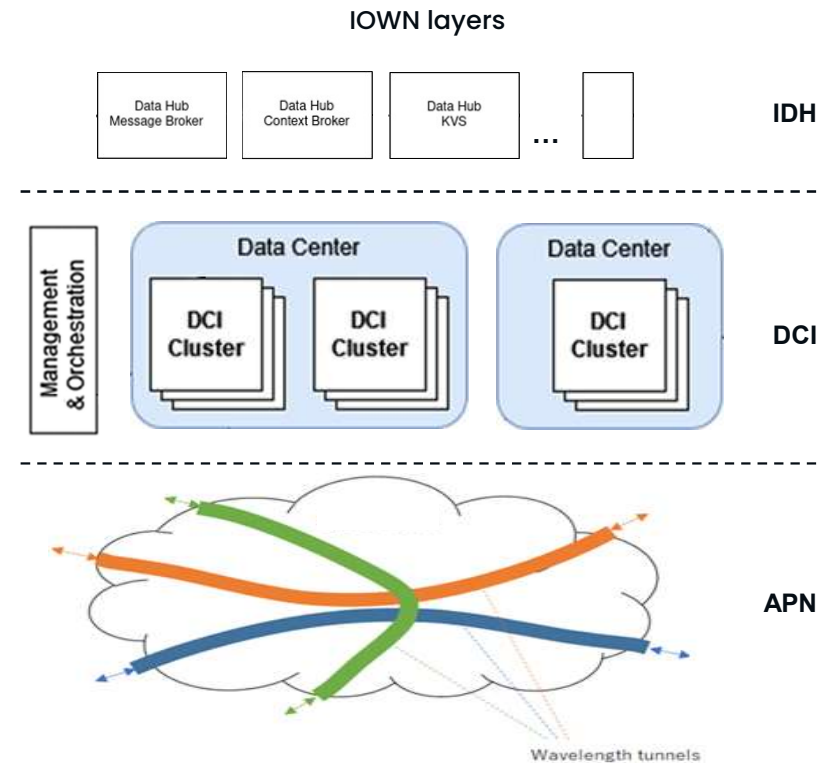 IOWN layers
Data Hub
Message Broker
Data Hub
Context Broker
Data Hub
KVS
...
IDH
Management
& Orchestration
Data Center
DCI
Cluster
DCI
Cluster
Data Center
DCI
Cluster
DCI
APN
Wavelength tunnels